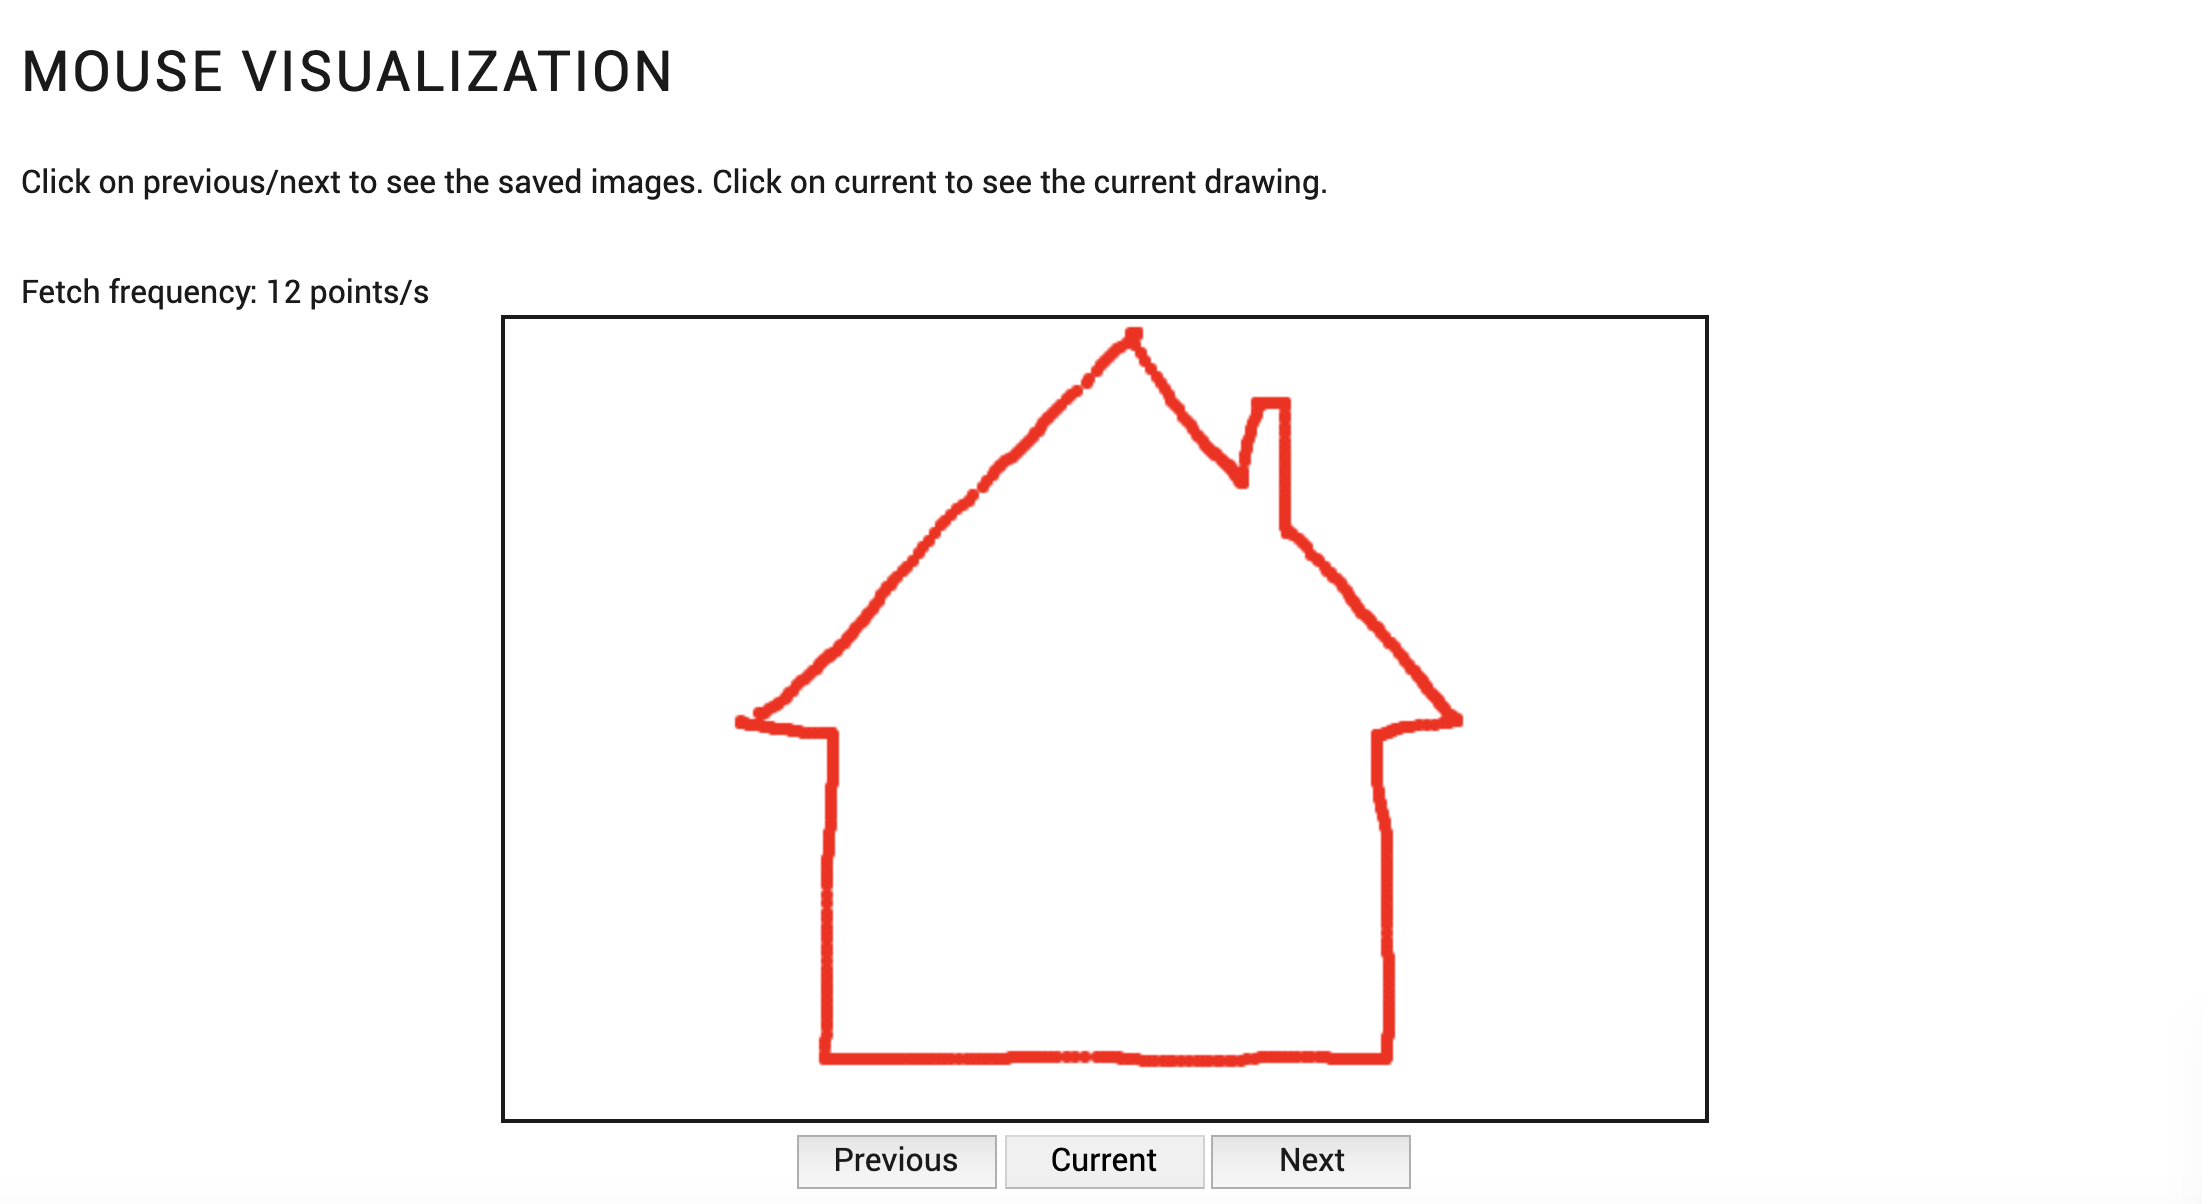 MOUSE VISUALIZATION
Click on previous/next to see the saved images. Click on current to see the current drawing.
Fetch frequency: 12 points/s
Previous Current Next